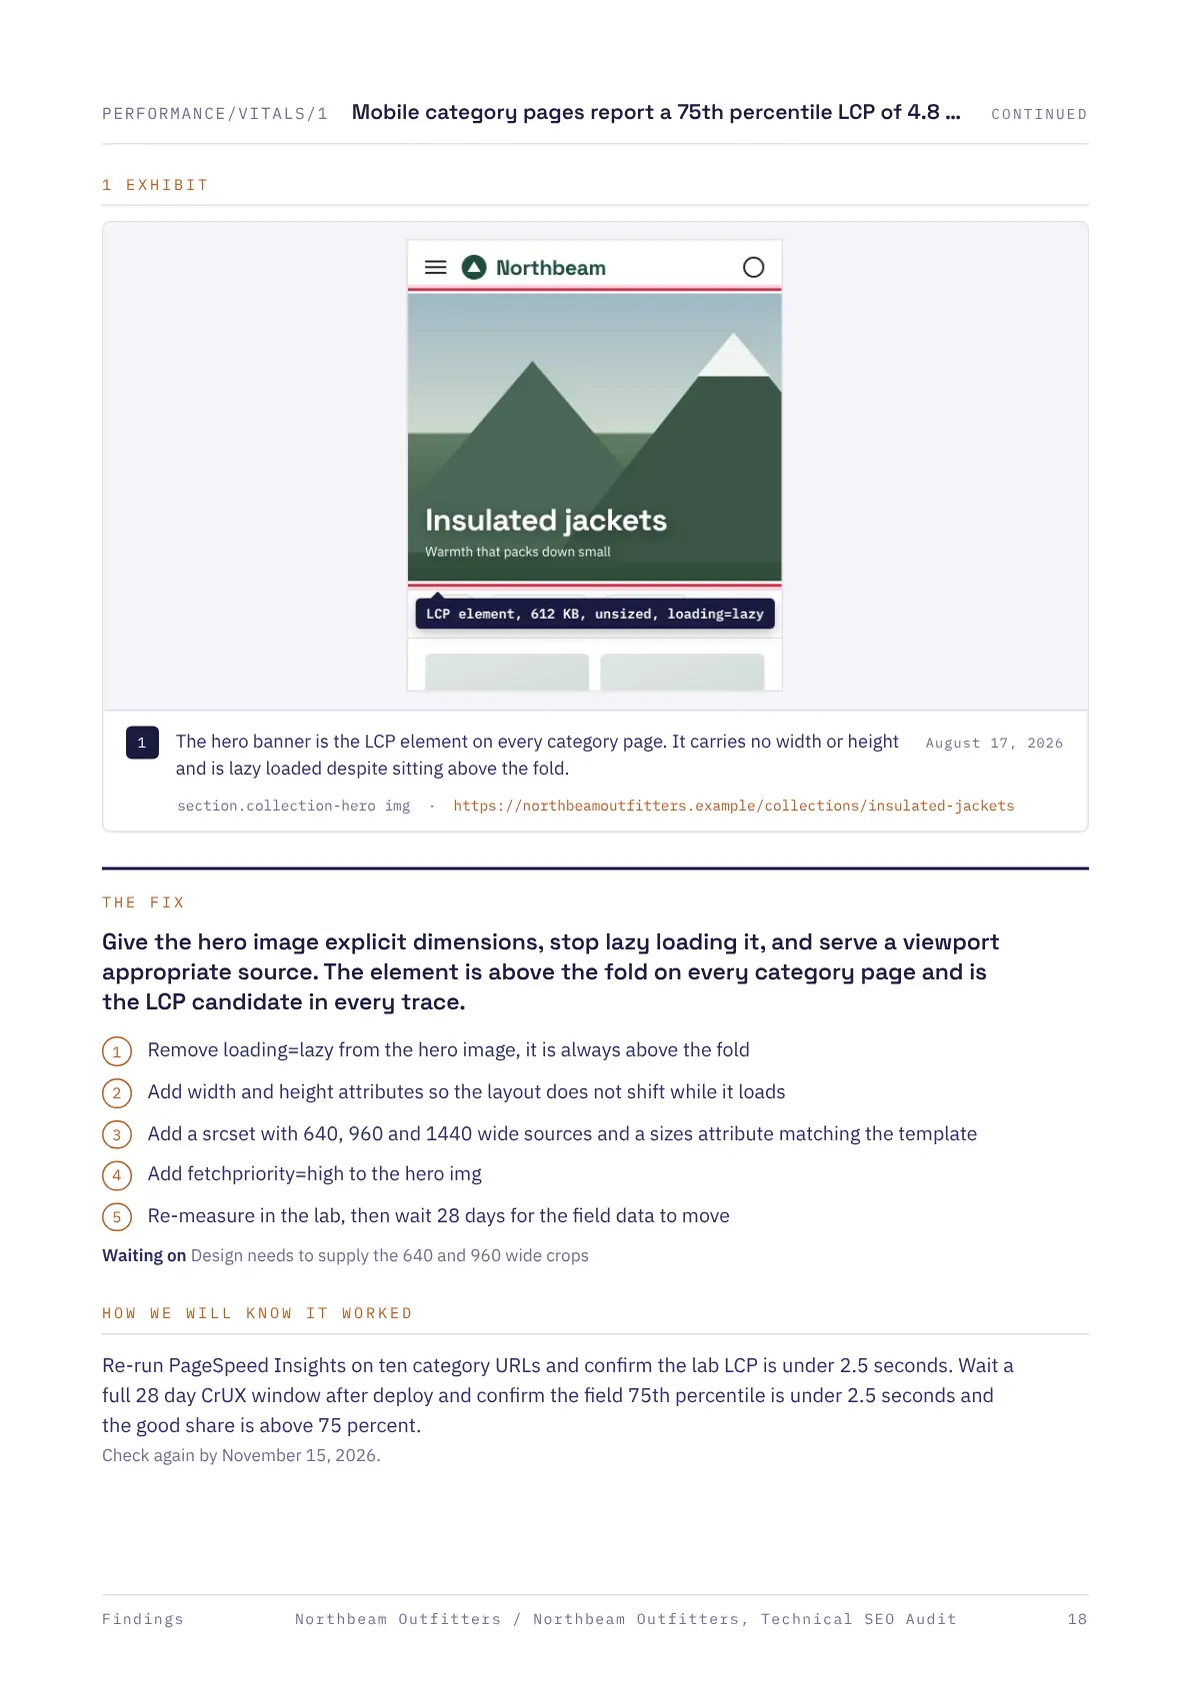 PERFORMANCE/VITALS/1 Mobile category pages report a 75th percentile LCP of 4.8 … CONTINUED
1 EXHIBIT
Northbeam
Insulated jackets
Warmth that packs down small
LCP element, 612 KB, unsized, loading=lazy
1 The hero banner is the LCP element on every category page. It carries no width or height August 17, 2026
and is lazy loaded despite sitting above the fold.
section.collection-hero img · https://northbeamoutfitters.example/collections/insulated-jackets
THE FIX
Give the hero image explicit dimensions, stop lazy loading it, and serve a viewport
appropriate source. The element is above the fold on every category page and is
the LCP candidate in every trace.
1 Remove loading=lazy from the hero image, it is always above the fold
2 Add width and height attributes so the layout does not shift while it loads
3 Add a srcset with 640, 960 and 1440 wide sources and a sizes attribute matching the template
4 Add fetchpriority=high to the hero img
5 Re-measure in the lab, then wait 28 days for the field data to move
Waiting on Design needs to supply the 640 and 960 wide crops
HOW WE WILL KNOW IT WORKED
Re-run PageSpeed Insights on ten category URLs and confirm the lab LCP is under 2.5 seconds. Wait a
full 28 day CrUX window after deploy and confirm the field 75th percentile is under 2.5 seconds and
the good share is above 75 percent.
Check again by November 15, 2026.
Findings Northbeam Outfitters / Northbeam Outfitters, Technical SEO Audit 18